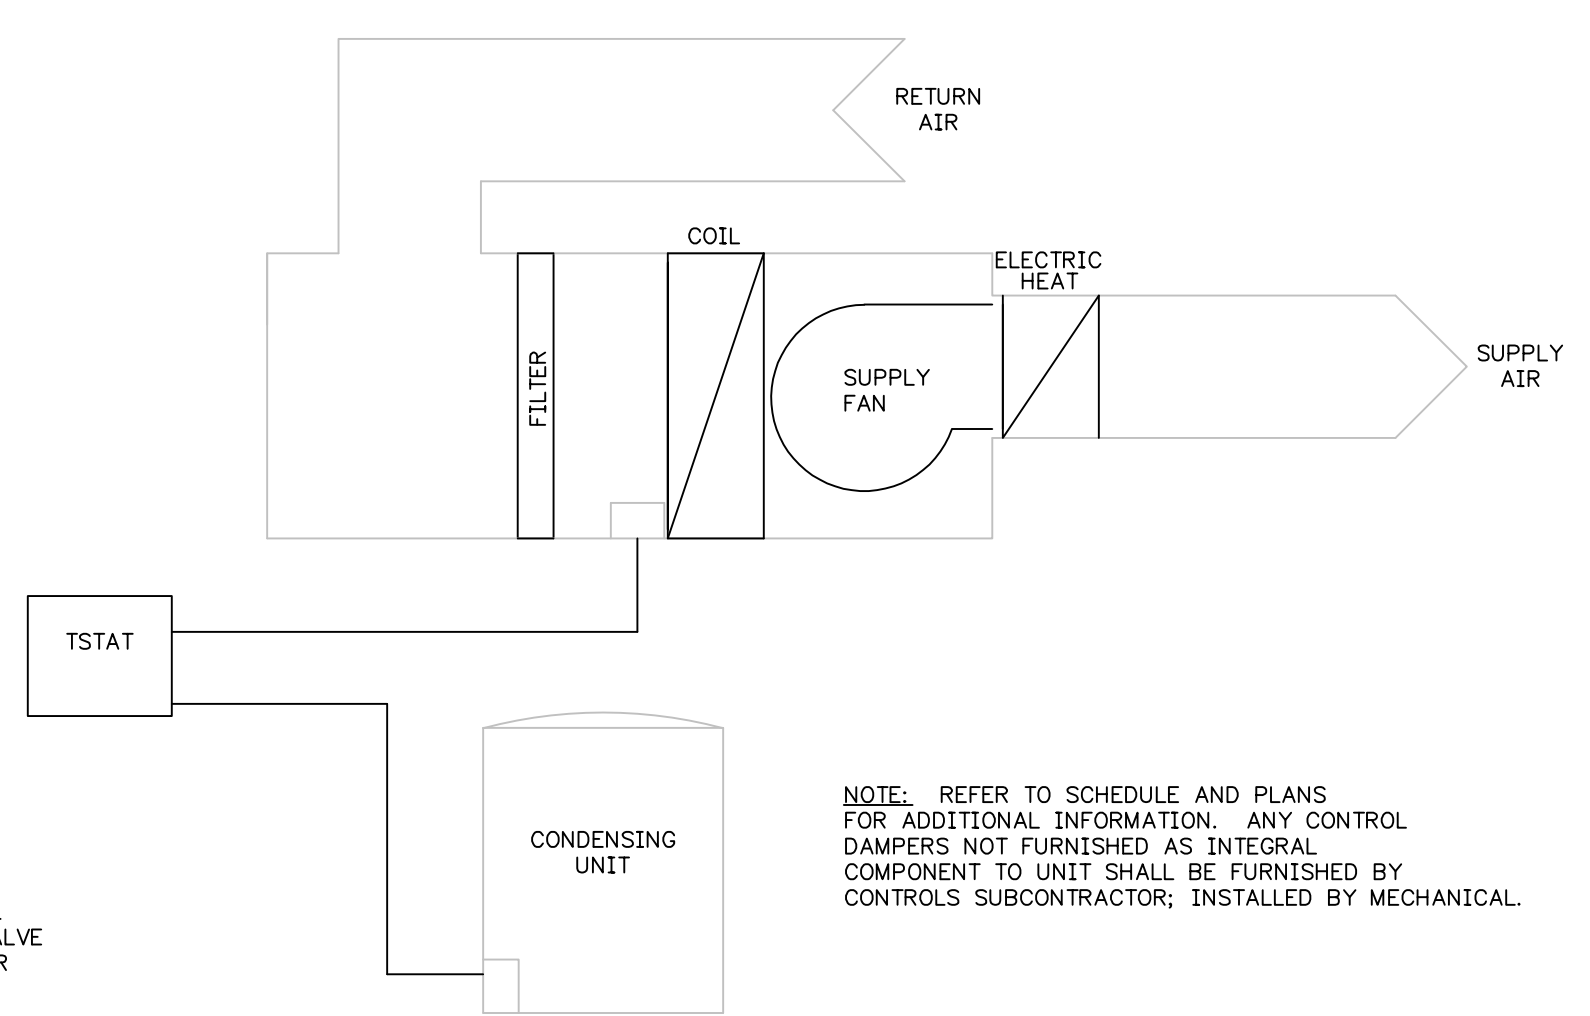 RETURN
AIR
COIL
ELECTRIC
HEAT
FILTER
SUPPLY
FAN
SUPPLY
AIR
TSTAT
CONDENSING
UNIT
NOTE: REFER TO SCHEDULE AND PLANS
FOR ADDITIONAL INFORMATION. ANY CONTROL
DAMPERS NOT FURNISHED AS INTEGRAL
COMPONENT TO UNIT SHALL BE FURNISHED BY
CONTROLS SUBCONTRACTOR; INSTALLED BY MECHANICAL.